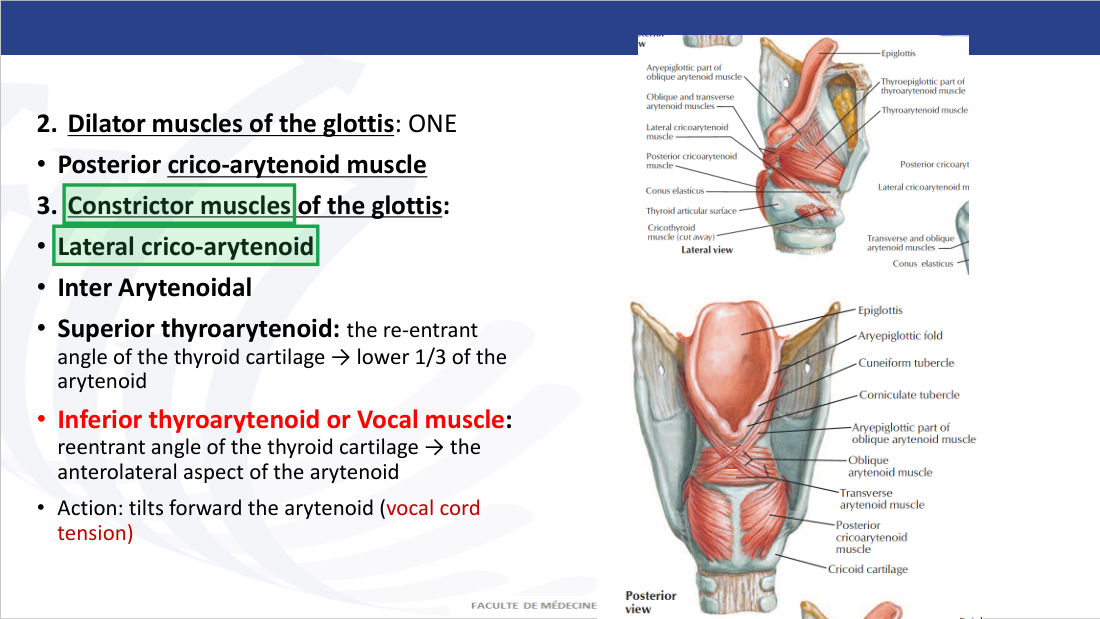 2. Dilator muscles of the glottis: ONE
• Posterior crico-arytenoid muscle
3. Constrictor muscles of the glottis:
• Lateral crico-arytenoid
• Inter Arytenoidal
• Superior thyroarytenoid: the re-entrant
angle of the thyroid cartilage → lower 1/3 of the
arytenoid
• Inferior thyroarytenoid or Vocal muscle:
reentrant angle of the thyroid cartilage → the
anterolateral aspect of the arytenoid
• Action: tilts forward the arytenoid (vocal cord
tension)
FACULTE DE MÉDECINE
w
Epiglottis
Aryepiglottic part of
oblique arytenoid muscle
Thyroepiglottic part of
thyroarytenoid muscle
Oblique and transverse
arytenoid muscles
Thyroarytenoid muscle
Lateral cricoarytenoid
muscle
Posterior cricoarytenoid
muscle
Posterior cricoaryt
Conus elasticus
Lateral cricoarytenoid m
Thyroid articular surface
Cricothyroid
muscle (cut away)
Lateral view
Transverse and oblique
arytenoid muscles
Conus elasticus
Epiglottis
Aryepiglottic fold
Cuneiform tubercle
Corniculate tubercle
Aryepiglottic part of
oblique arytenoid muscle
Oblique
arytenoid muscle
Transverse
arytenoid muscle
Posterior
cricoarytenoid
muscle
Cricoid cartilage
Posterior
view